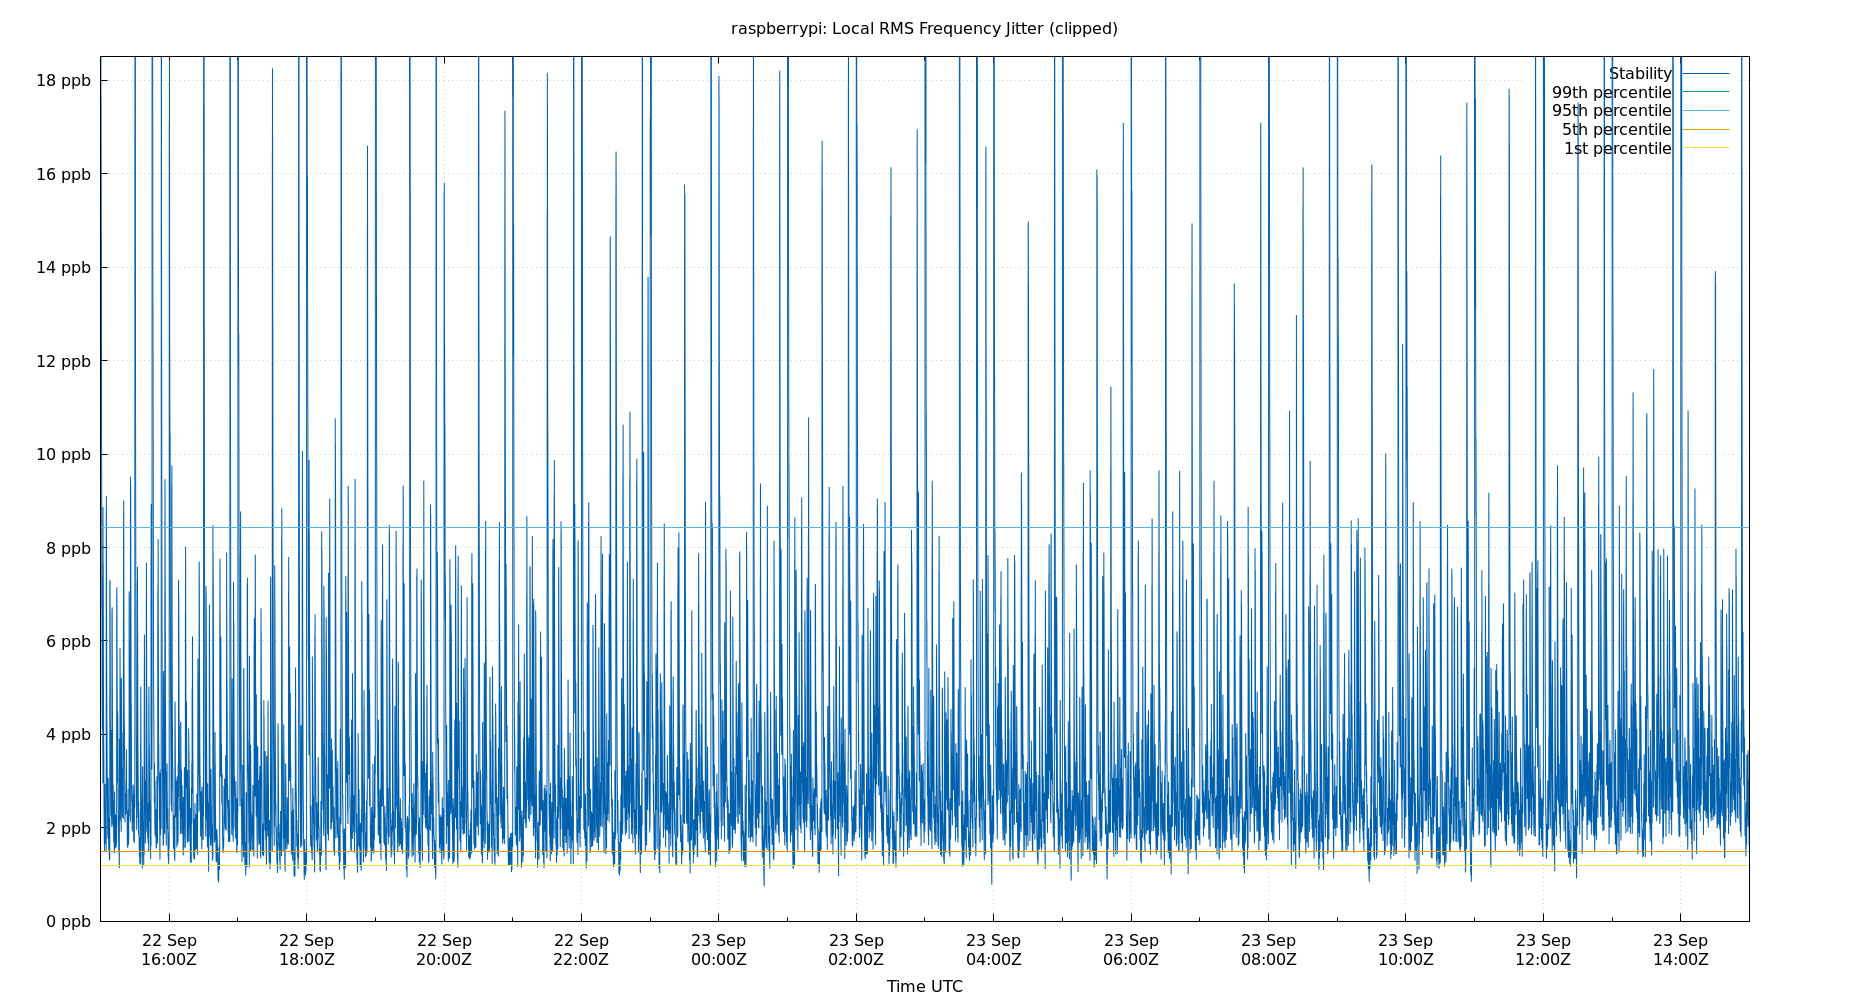 raspberrypi: Local RMS Frequency Jitter (clipped)
18 ppb
16 ppb
14 ppb
12 ppb
10 ppb
8 ppb
6 ppb
4 ppb
2 ppb
0 ppb
Stability
99th percentile
95th percentile
5th percentile
1st percentile
22 Sep 22 Sep 22 Sep 22 Sep 23 Sep 23 Sep 23 Sep 23 Sep 23 Sep 23 Sep 23 Sep 23 Sep
16:00Z 18:00Z 20:00Z 22:00Z 00:00Z 02:00Z 04:00Z 06:00Z 08:00Z 10:00Z 12:00Z 14:00Z
Time UTC